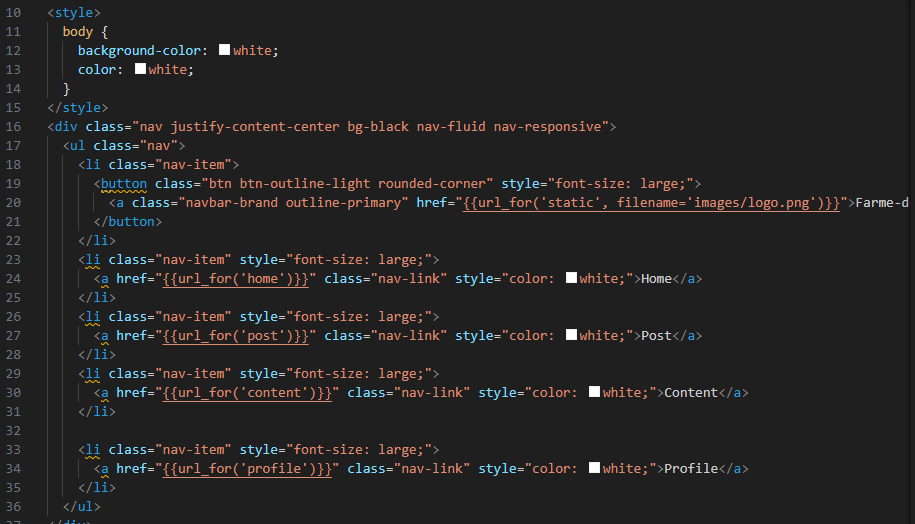 10 <style>
11 body {
12 background-color: white;
13 color: white;
14 }
15 </style>
16 <div class="nav justify-content-center bg-black nav-fluid nav-responsive">
17 <ul class="nav">
18 <li class="nav-item">
19 <button class="btn btn-outline-light rounded-corner" style="font-size: large;">
20 <a class="navbar-brand outline-primary" href="{{url_for('static', filename='images/logo.png')}}">Farme-d
21 </button>
22 </li>
23 <li class="nav-item" style="font-size: large;">
24 <a href="{{url_for('home')}}" class="nav-link" style="color: white;">Home</a>
25 </li>
26 <li class="nav-item" style="font-size: large;">
27 <a href="{{url_for('post')}}" class="nav-link" style="color: white;">Post</a>
28 </li>
29 <li class="nav-item" style="font-size: large;">
30 <a href="{{url_for('content')}}" class="nav-link" style="color: white;">Content</a>
31 </li>
32
33 <li class="nav-item" style="font-size: large;">
34 <a href="{{url_for('profile')}}" class="nav-link" style="color: white;">Profile</a>
35 </li>
36 </ul>
37 </div>